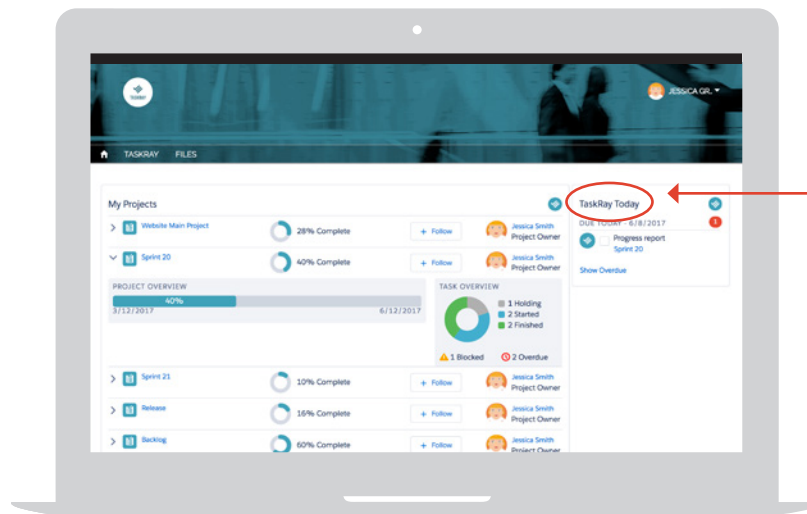 TASKRAY
JESSICA GR.
TASKRAY FILES
My Projects
Website Main Project
28% Complete
+ Follow
Jessica Smith
Project Owner
Sprint 20
40% Complete
+ Follow
Jessica Smith
Project Owner
PROJECT OVERVIEW
40%
3/12/2017 6/12/2017
TASK OVERVIEW
1 Holding
2 Started
2 Finished
1 Blocked 2 Overdue
Sprint 21
10% Complete
+ Follow
Jessica Smith
Project Owner
Release
16% Complete
+ Follow
Jessica Smith
Project Owner
Backlog
60% Complete
+ Follow
Jessica Smith
Project Owner
TaskRay Today
DUE TODAY - 6/8/2017
1
Progress report
Sprint 20
Show Overdue